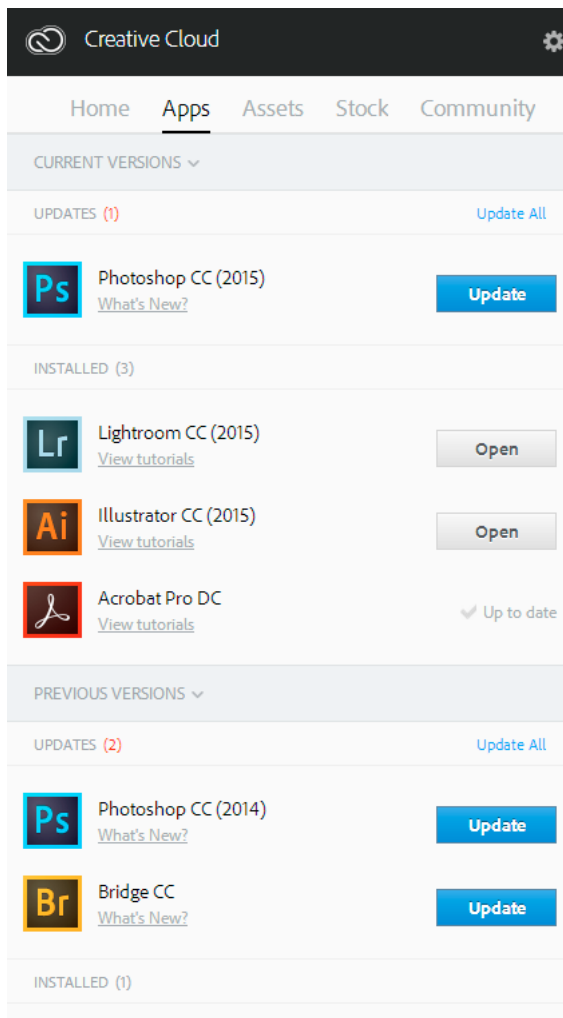 Creative Cloud
Home Apps Assets Stock Community
CURRENT VERSIONS
UPDATES (1) Update All
Ps Photoshop CC (2015)
What's New?
Update
INSTALLED (3)
Lr Lightroom CC (2015)
View tutorials
Open
Ai Illustrator CC (2015)
View tutorials
Open
Acrobat Pro DC
View tutorials
Up to date
PREVIOUS VERSIONS
UPDATES (2) Update All
Ps Photoshop CC (2014)
What's New?
Update
Br Bridge CC
What's New?
Update
INSTALLED (1)